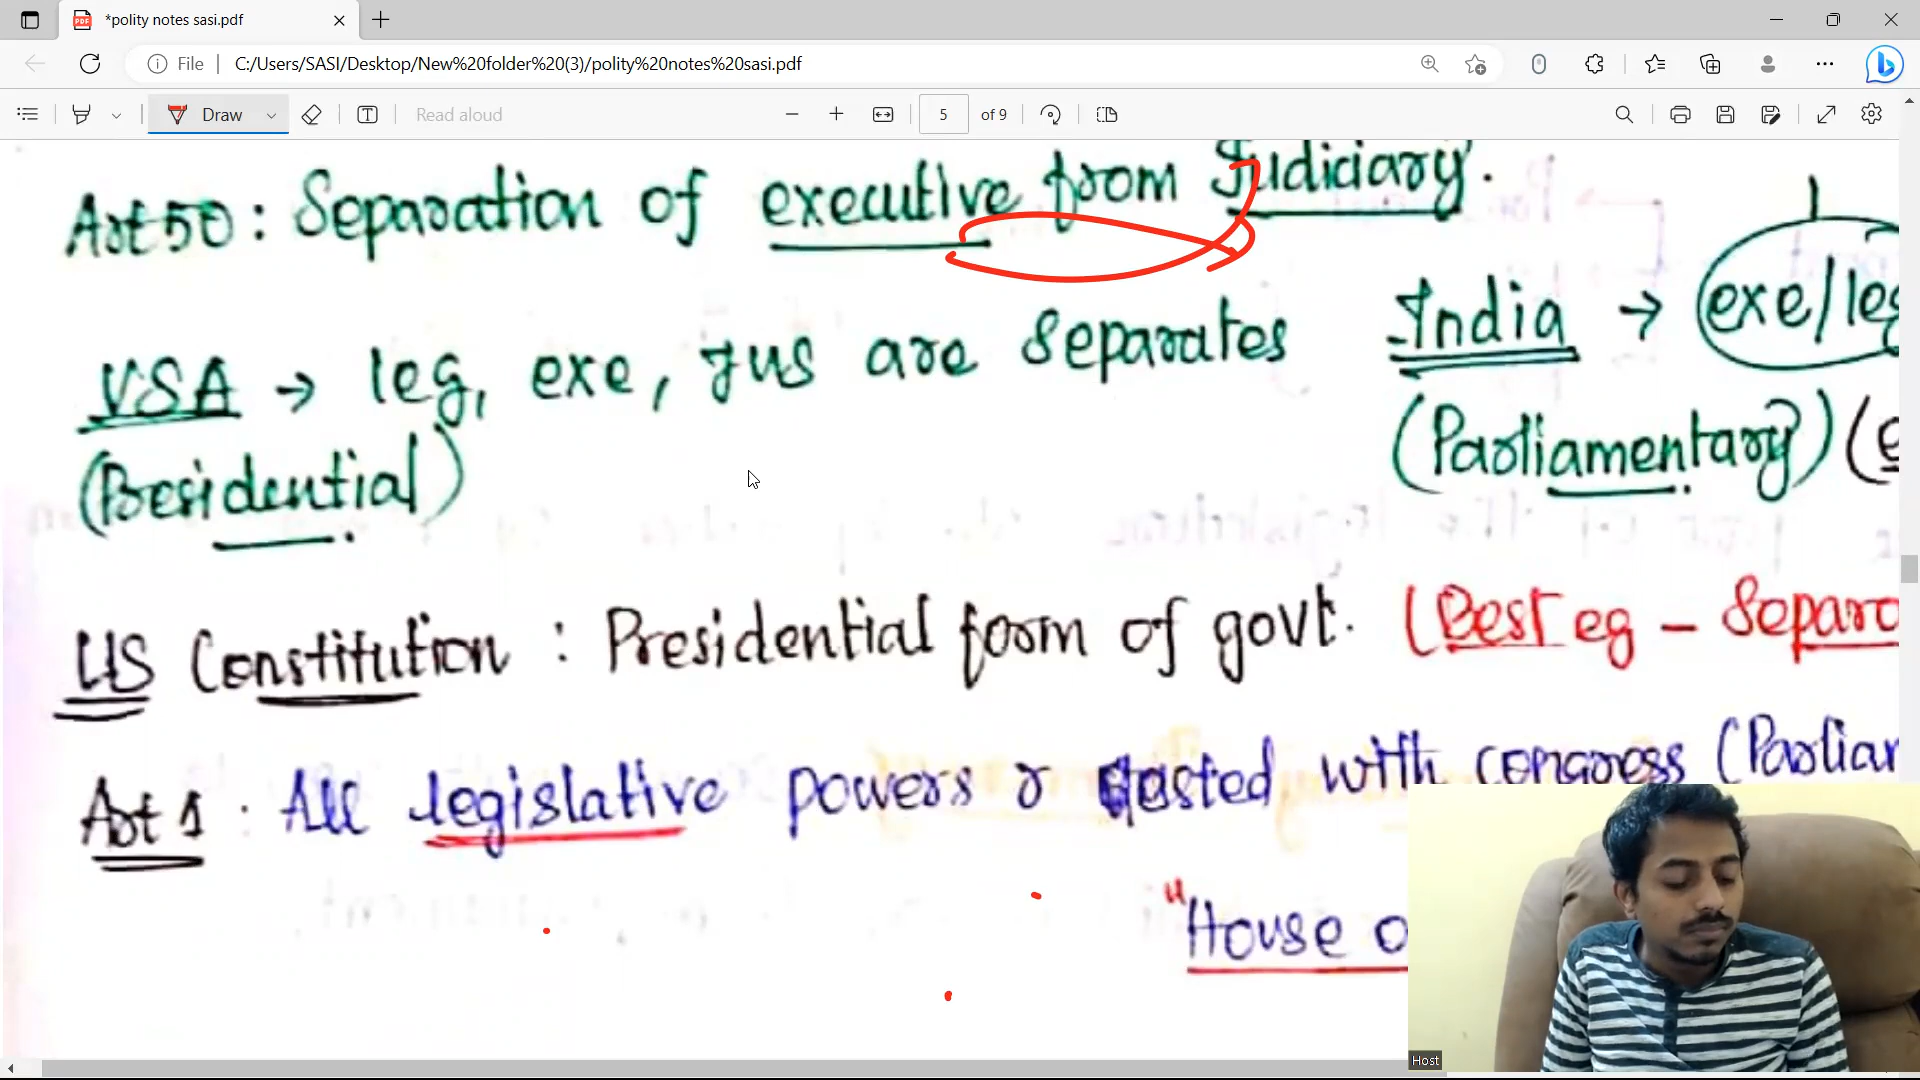 *polity notes sasi.pdf
File C:/Users/SASI/Desktop/New%20folder%20(3)/polity%20notes%20sasi.pdf
Draw Read aloud 5 of 9
Art 50 : Separation of executive from Judiciary.
USA → leg, exe, Jus are separates India → exe/leg
(Presidential) (Parliamentary) (
US Constitution : Presidential form of govt. (Best eg – Separa
Art 1 : All legislative powers r vested with congress (Parliam
"House o
Host